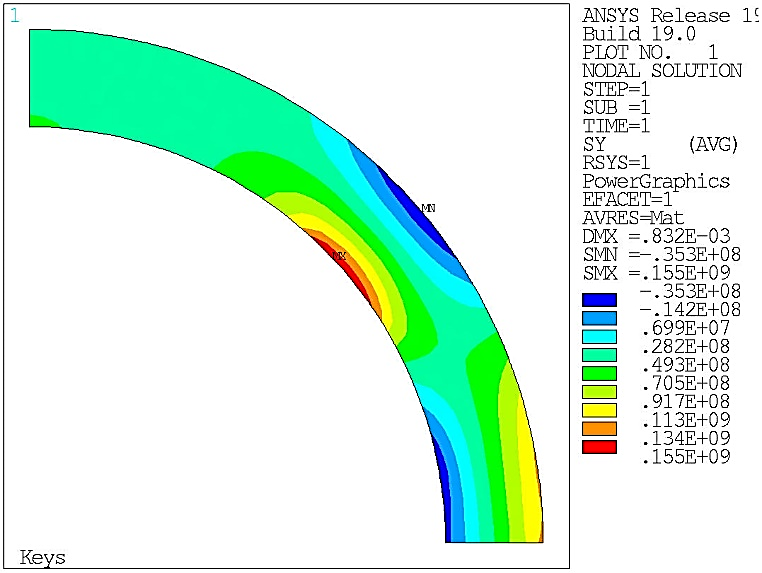 1
ANSYS Release 19
Build 19.0
PLOT NO. 1
NODAL SOLUTION
STEP=1
SUB =1
TIME=1
SY (AVG)
RSYS=1
PowerGraphics
EFACET=1
AVRES=Mat
DMX =.832E-03
SMN =-.353E+08
SMX =.155E+09
-.353E+08
-.142E+08
.699E+07
.282E+08
.493E+08
.705E+08
.917E+08
.113E+09
.134E+09
.155E+09
MN
MX
Keys